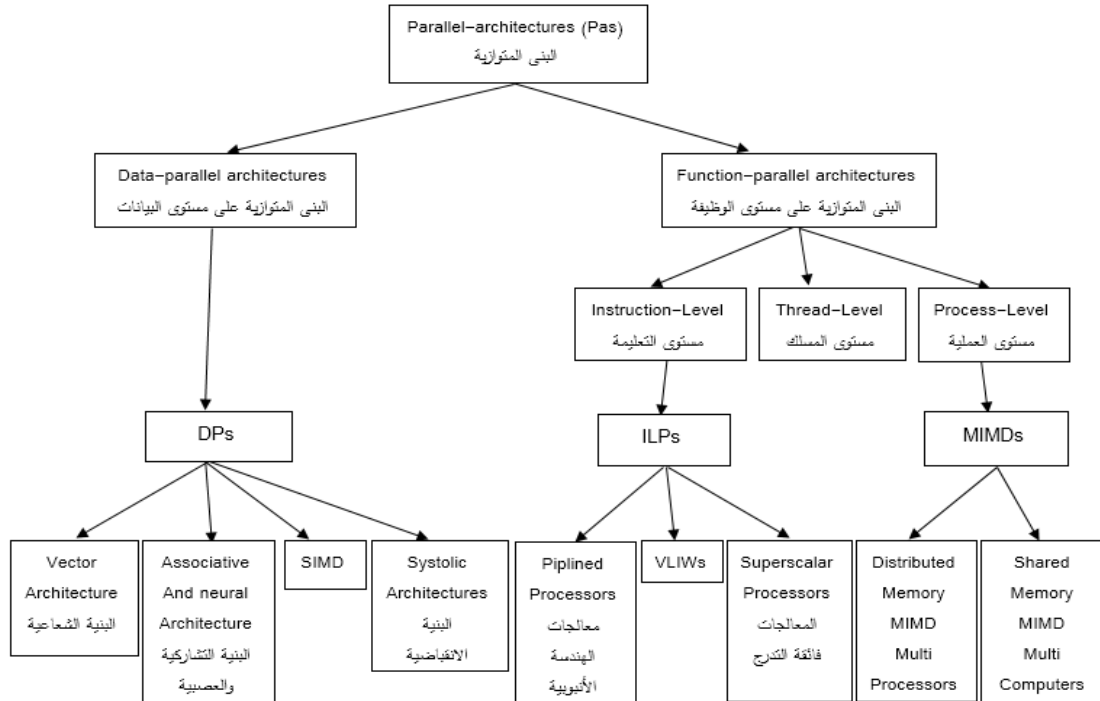 Parallel-architectures (Pas)
البنى المتوازية
Data-parallel architectures
البنى المتوازية على مستوى البيانات
Function-parallel architectures
البنى المتوازية على مستوى الوظيفة
Instruction-Level
مستوى التعليمة
Thread-Level
مستوى المسلك
Process-Level
مستوى العملية
DPs
ILPs
MIMDs
Vector
Architecture
البنية الشعاعية
Associative
And neural
Architecture
البنية التشاركية
والعصبية
SIMD
Systolic
Architectures
البنية
الانقباضية
Piplined
Processors
معالجات
الهندسة
الأنبوبية
VLIWs
Superscalar
Processors
المعالجات
فائقة التدرج
Distributed
Memory
MIMD
Multi
Processors
Shared
Memory
MIMD
Multi
Computers